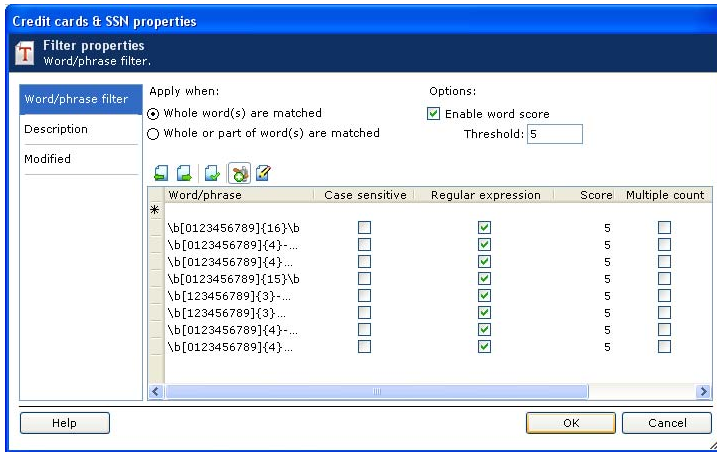 Credit cards & SSN properties
T
Filter properties
Word/phrase filter.
Word/phrase filter
Description
Modified
Apply when:
Whole word(s) are matched
Whole or part of word(s) are matched
Options:
Enable word score
Threshold: 5
Word/phrase Case sensitive Regular expression Score Multiple count
*
\b[0123456789]{16}\b 5
\b[0123456789]{4}-... 5
\b[0123456789]{4}... 5
\b[0123456789]{15}\b 5
\b[123456789]{3}-... 5
\b[123456789]{3}... 5
\b[0123456789]{4}-... 5
\b[0123456789]{4}... 5
Help OK Cancel